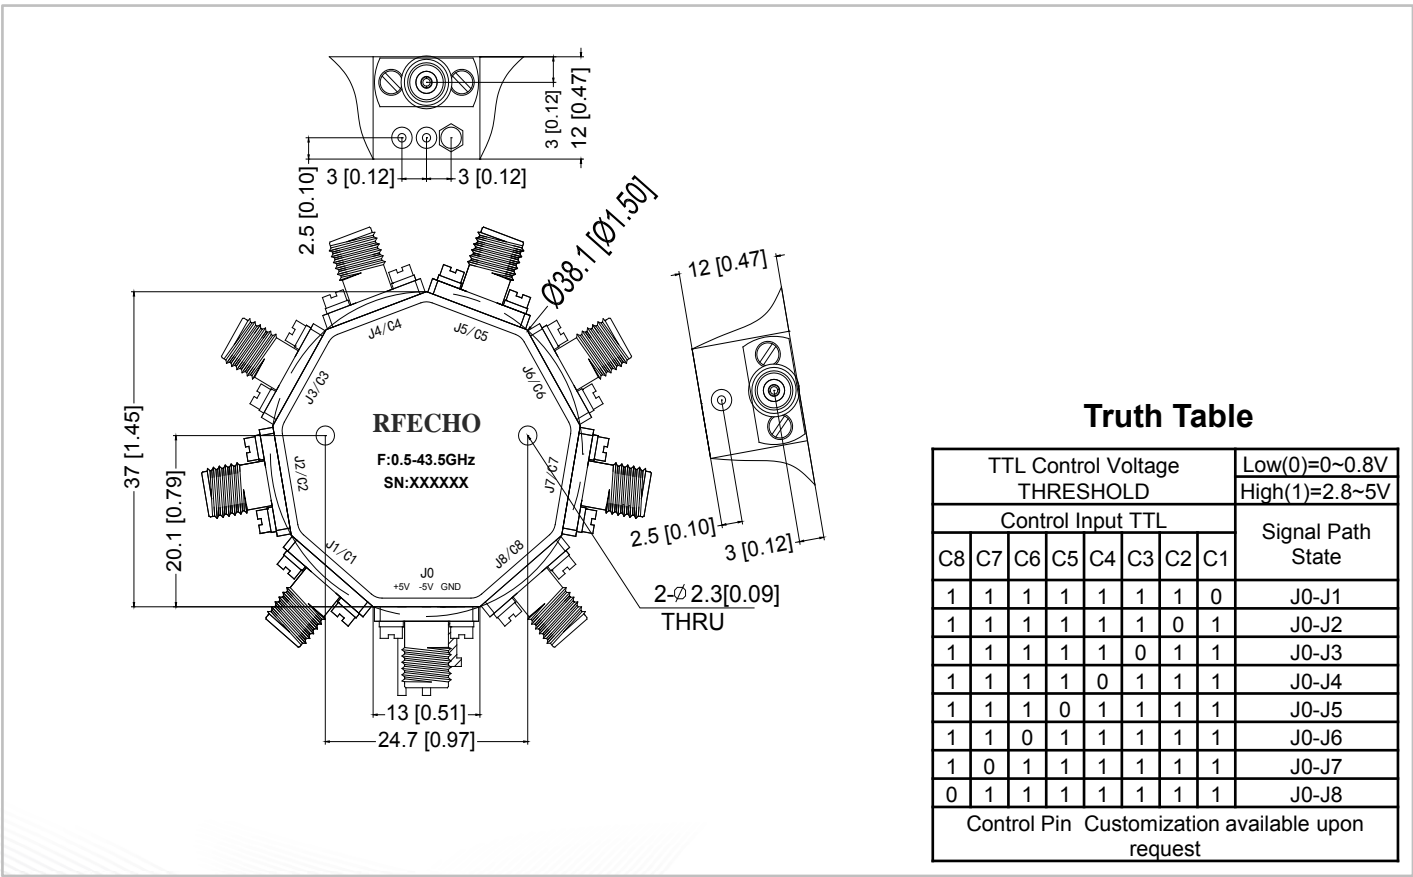 3 [0.12]
12 [0.47]
2.5 [0.10]
3 [0.12]
3 [0.12]
Ø38.1 [Ø1.50]
12 [0.47]
37 [1.45]
20.1 [0.79]
J4/C4
J5/C5
J3/C3
J6/C6
J2/C2
J7/C7
J1/C1
J8/C8
RFECHO
F:0.5-43.5GHz
SN:XXXXXX
J0
+5V -5V GND
2.5 [0.10]
3 [0.12]
2-Ø 2.3[0.09]
THRU
13 [0.51]
24.7 [0.97]
Truth Table
TTL Control Voltage
THRESHOLD
Low(0)=0~0.8V
High(1)=2.8~5V
Control Input TTL
Signal Path
State
C8 C7 C6 C5 C4 C3 C2 C1
1 1 1 1 1 1 1 0 J0-J1
1 1 1 1 1 1 0 1 J0-J2
1 1 1 1 1 0 1 1 J0-J3
1 1 1 1 0 1 1 1 J0-J4
1 1 1 0 1 1 1 1 J0-J5
1 1 0 1 1 1 1 1 J0-J6
1 0 1 1 1 1 1 1 J0-J7
0 1 1 1 1 1 1 1 J0-J8
Control Pin Customization available upon
request